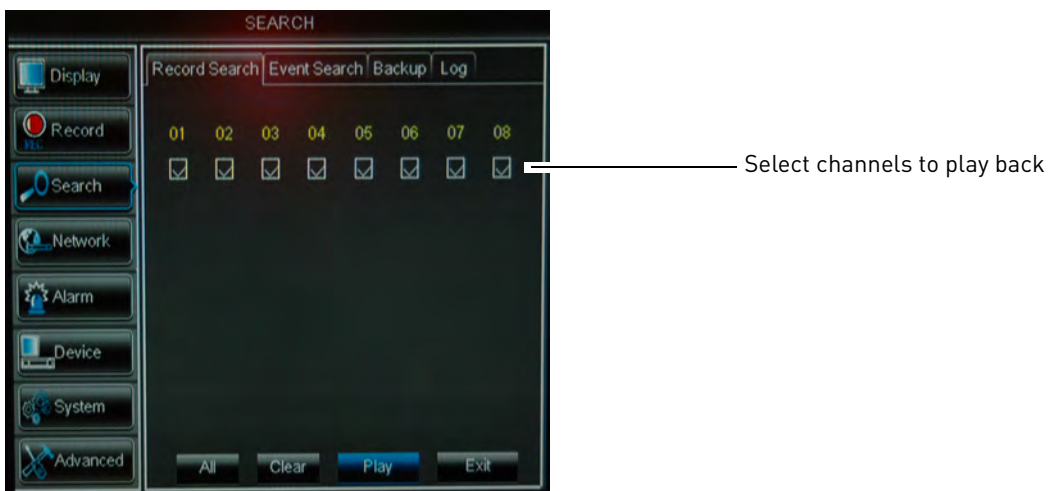 SEARCH
Display
Record
REC
Search
Network
Alarm
Device
System
Advanced
Record Search Event Search Backup Log
01 02 03 04 05 06 07 08
All Clear Play Exit
Select channels to play back